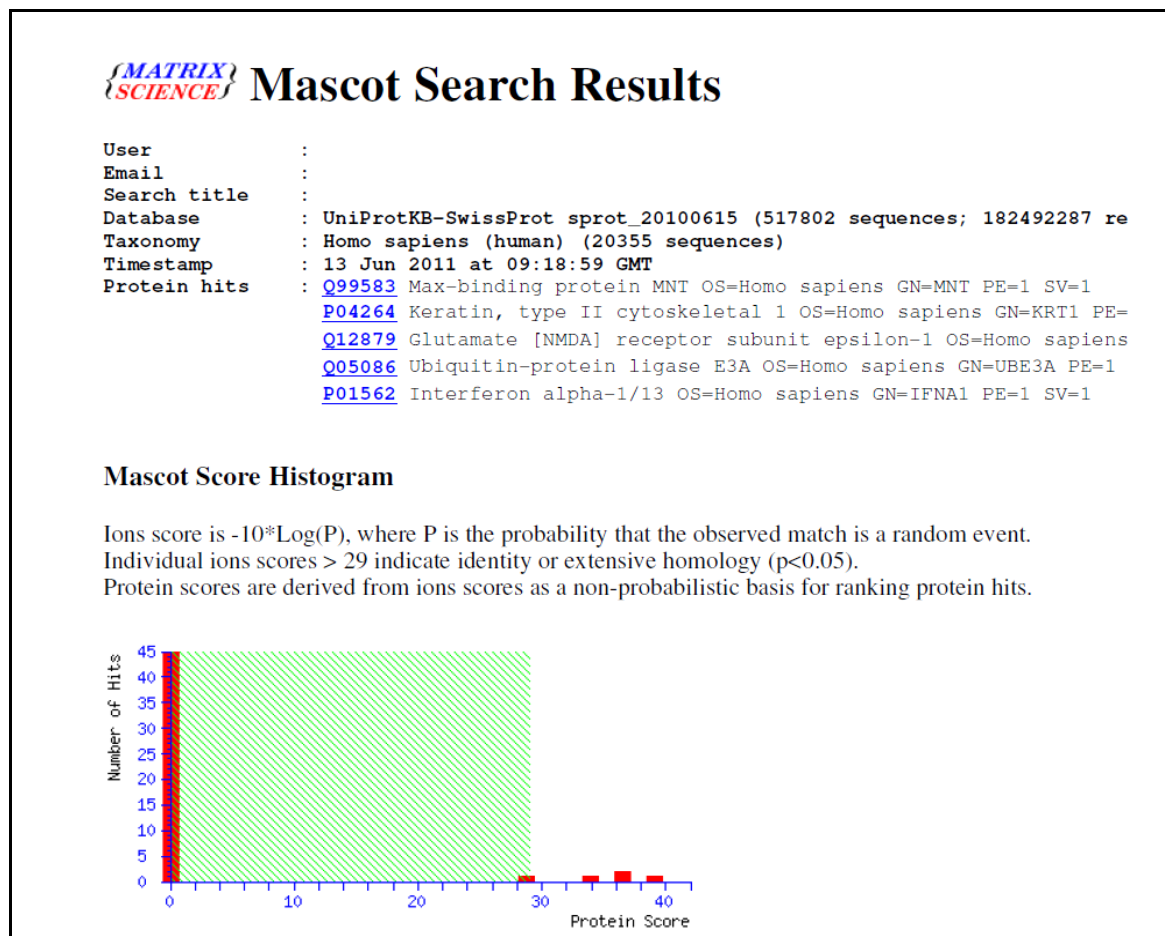 {MATRIX
SCIENCE} Mascot Search Results
User :
Email :
Search title :
Database : UniProtKB-SwissProt sprot_20100615 (517802 sequences; 182492287 re
Taxonomy : Homo sapiens (human) (20355 sequences)
Timestamp : 13 Jun 2011 at 09:18:59 GMT
Protein hits : Q99583 Max-binding protein MNT OS=Homo sapiens GN=MNT PE=1 SV=1
P04264 Keratin, type II cytoskeletal 1 OS=Homo sapiens GN=KRT1 PE=
Q12879 Glutamate [NMDA] receptor subunit epsilon-1 OS=Homo sapiens
Q05086 Ubiquitin-protein ligase E3A OS=Homo sapiens GN=UBE3A PE=1
P01562 Interferon alpha-1/13 OS=Homo sapiens GN=IFNA1 PE=1 SV=1
Mascot Score Histogram
Ions score is -10*Log(P), where P is the probability that the observed match is a random event.
Individual ions scores > 29 indicate identity or extensive homology (p<0.05).
Protein scores are derived from ions scores as a non-probabilistic basis for ranking protein hits.
Number of Hits
45
40
35
30
25
20
15
10
5
0
0 10 20 30 40
Protein Score